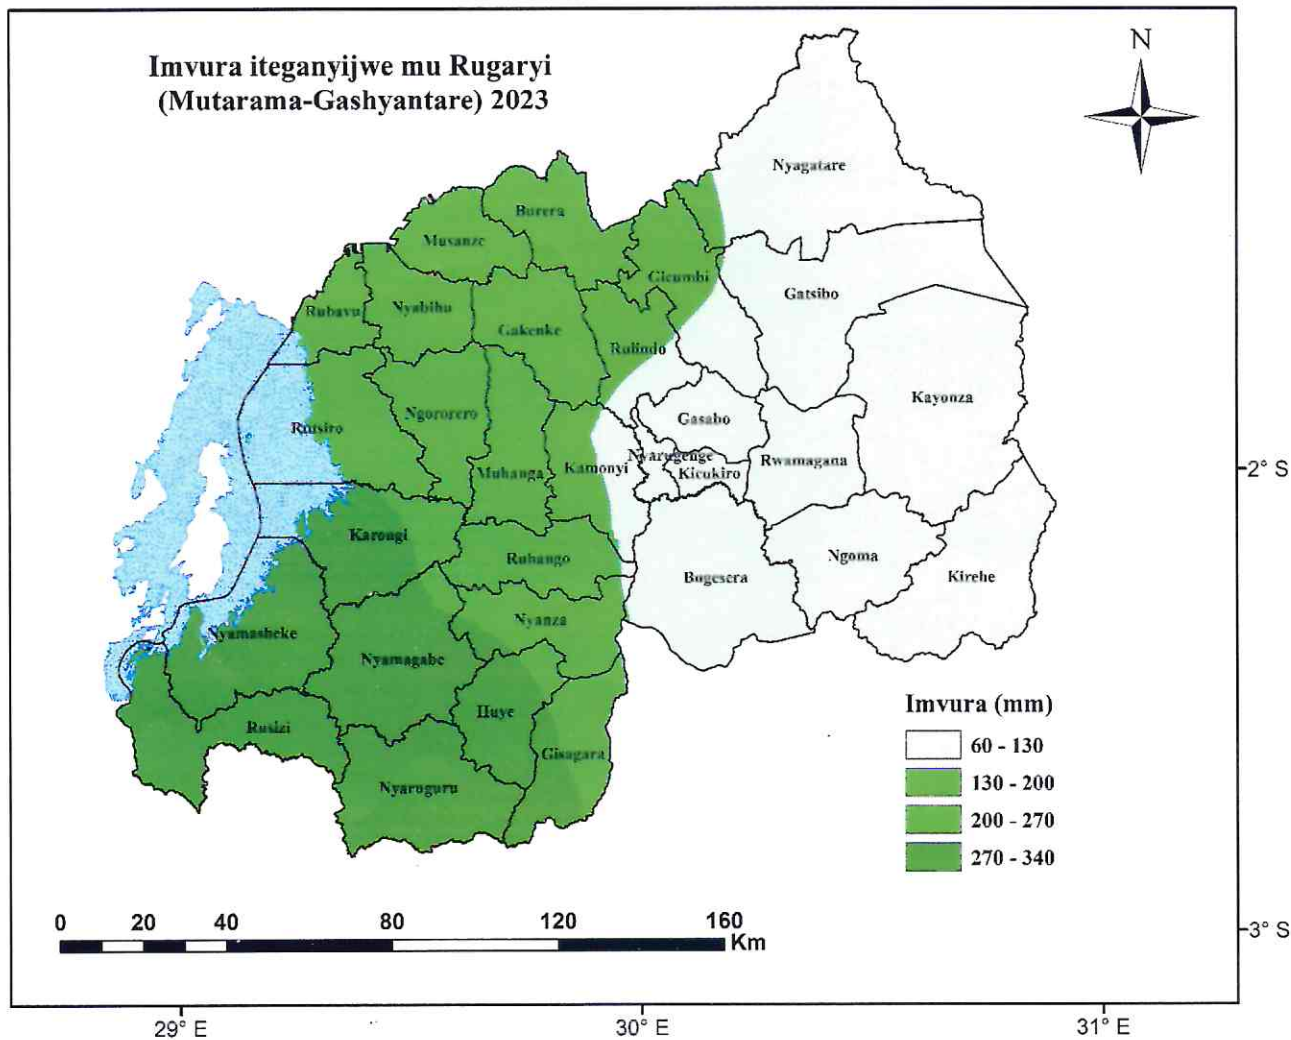 Imvura iteganyijwe mu Rugaryi
(Mutarama-Gashyantare) 2023
N
Nyagatare
Burera
Musanze
Gicumbi
Gatsibo
Rubavu
Nyabihu
Gakenke
Rulindo
Kayonza
Ngororero
Gasabo
Rutsiro
Nyarugenge
Kamonyi
Rwamagana
Muhanga
Kicukiro
2° S
Karongi
Ruhango
Ngoma
Bugesera
Kirehe
Nyanza
Nyamasheke
Nyamagabe
Imvura (mm)
Huye
Rusizi
60 - 130
Gisagara
130 - 200
Nyaruguru
200 - 270
270 - 340
0 20 40 80 120 160
Km
3° S
29° E 30° E 31° E